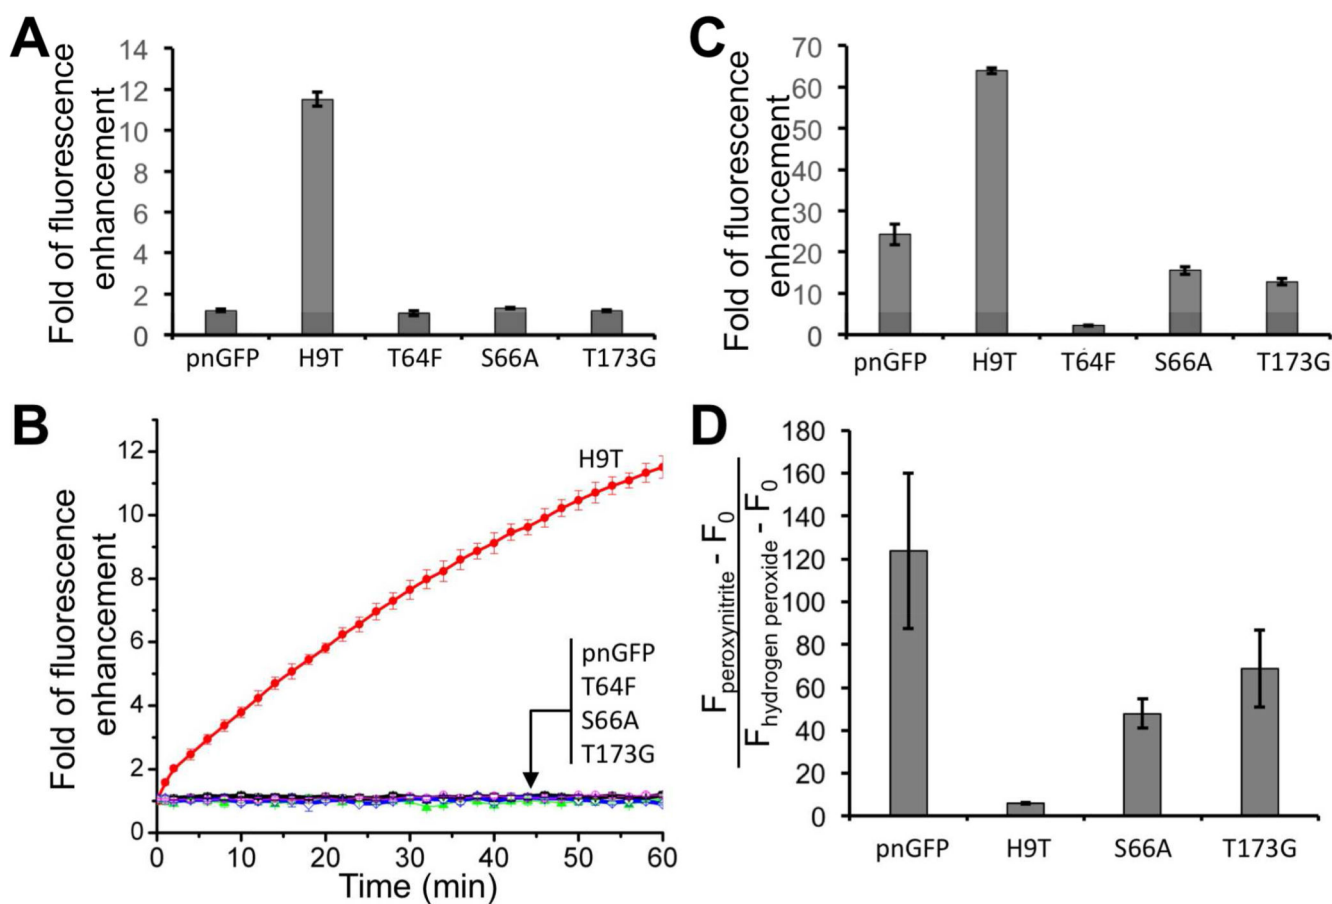 A
Fold of fluorescence
enhancement
14
12
10
8
6
4
2
0
pnGFP H9T T64F S66A T173G
C
Fold of fluorescence
enhancement
70
60
50
40
30
20
10
0
pnGFP H9T T64F S66A T173G
B
Fold of fluorescence
enhancement
12
10
8
6
4
2
0
H9T
pnGFP
T64F
S66A
T173G
0 10 20 30 40 50 60
Time (min)
D
F peroxynitrite - F0
F hydrogen peroxide - F0
180
160
140
120
100
80
60
40
20
0
pnGFP H9T S66A T173G